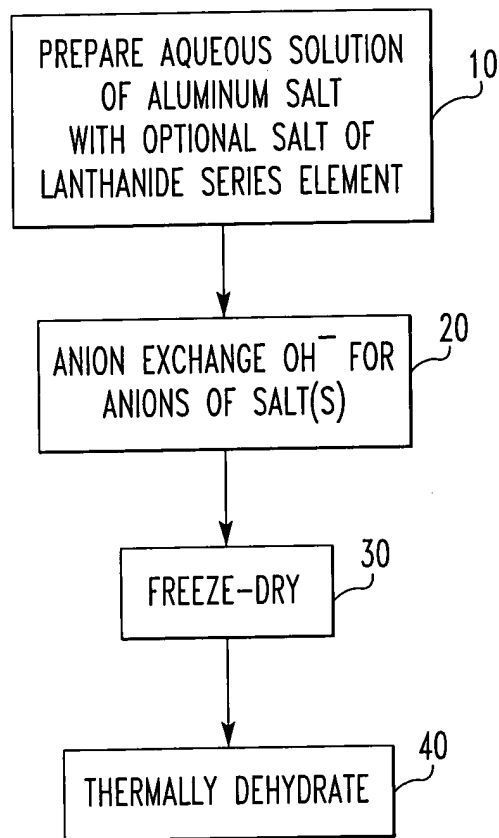 PREPARE AQUEOUS SOLUTION
OF ALUMINUM SALT
WITH OPTIONAL SALT OF
LANTHANIDE SERIES ELEMENT
10
ANION EXCHANGE OH⁻ FOR
ANIONS OF SALT(S)
20
FREEZE-DRY
30
THERMALLY DEHYDRATE
40